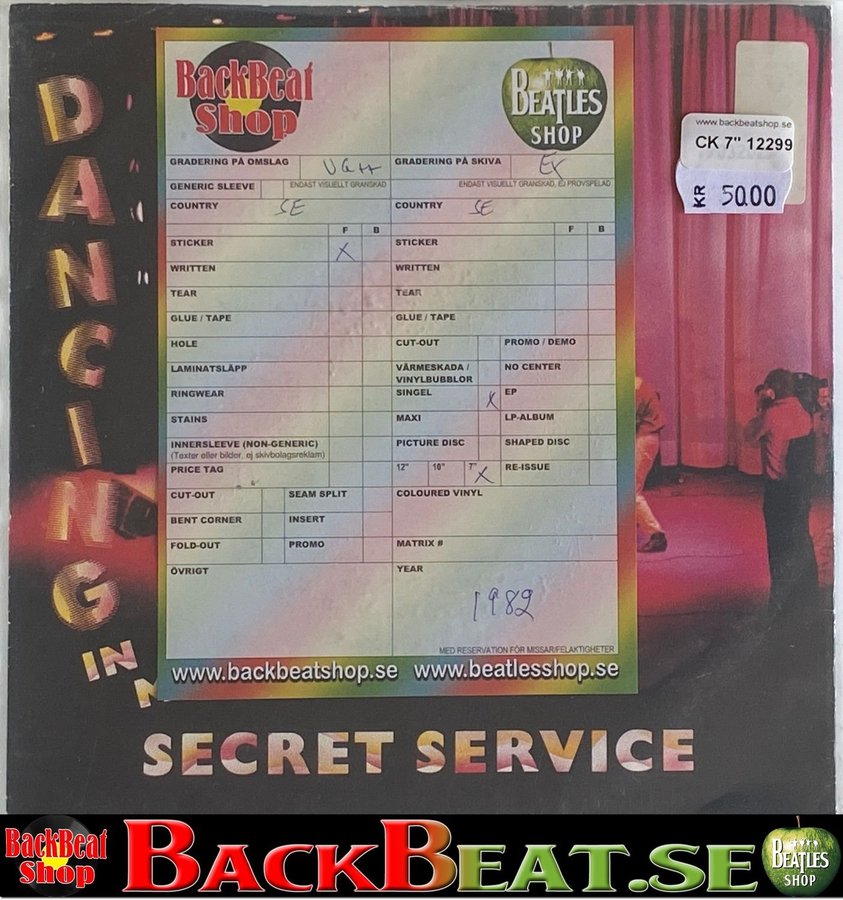 DANCING
IN
SECRET SERVICE
BackBeat
Shop
BEATLES
SHOP
www.backbeatshop.se
CK 7" 12299
KR 50.00
GRADERING PÅ OMSLAG VG++ GRADERING PÅ SKIVA EX
GENERIC SLEEVE ENDAST VISUELLT GRANSKAD ENDAST VISUELLT GRANSKAD, EJ PROVSPELAD
COUNTRY SE COUNTRY SE
F B F B
STICKER X STICKER
WRITTEN WRITTEN
TEAR TEAR
GLUE / TAPE GLUE / TAPE
HOLE CUT-OUT PROMO / DEMO
LAMINATSLÄPP VÄRMESKADA / NO CENTER
VINYLBUBBLOR
RINGWEAR SINGEL X EP
STAINS MAXI LP-ALBUM
INNERSLEEVE (NON-GENERIC) PICTURE DISC SHAPED DISC
(Texter eller bilder, ej skivbolagsreklam)
PRICE TAG 12" 10" 7" X RE-ISSUE
CUT-OUT SEAM SPLIT COLOURED VINYL
BENT CORNER INSERT
FOLD-OUT PROMO MATRIX #
ÖVRIGT YEAR
1982
MED RESERVATION FÖR MISSAR/FELAKTIGHETER
www.backbeatshop.se www.beatlesshop.se
BackBeat
Shop
BACKBEAT.SE
BEATLES
SHOP